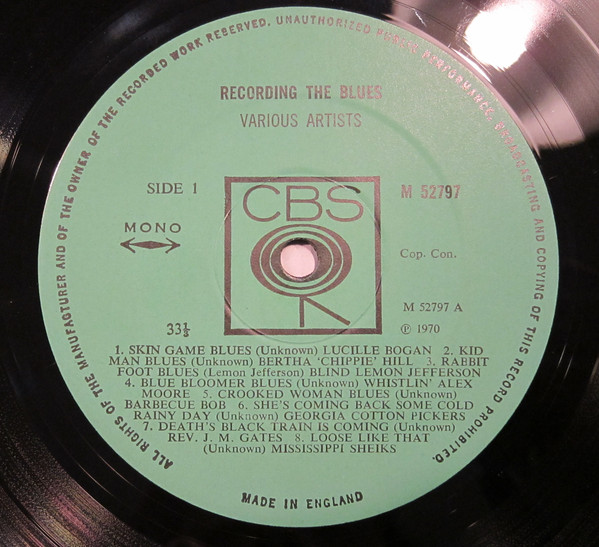 ALL RIGHTS OF THE MANUFACTURER AND OF THE OWNER OF THE RECORDED WORK RESERVED. UNAUTHORIZED PUBLIC PERFORMANCE, BROADCASTING AND COPYING OF THIS RECORD PROHIBITED.
RECORDING THE BLUES
VARIOUS ARTISTS
SIDE 1
CBS
M 52797
MONO
Cop. Con.
33⅓
M 52797 A
℗ 1970
1. SKIN GAME BLUES (Unknown) LUCILLE BOGAN 2. KID
MAN BLUES (Unknown) BERTHA 'CHIPPIE' HILL 3. RABBIT
FOOT BLUES (Lemon Jefferson) BLIND LEMON JEFFERSON
4. BLUE BLOOMER BLUES (Unknown) WHISTLIN' ALEX
MOORE 5. CROOKED WOMAN BLUES (Unknown)
BARBECUE BOB 6. SHE'S COMING BACK SOME COLD
RAINY DAY (Unknown) GEORGIA COTTON PICKERS
7. DEATH'S BLACK TRAIN IS COMING (Unknown)
REV. J. M. GATES 8. LOOSE LIKE THAT
(Unknown) MISSISSIPPI SHEIKS
MADE IN ENGLAND